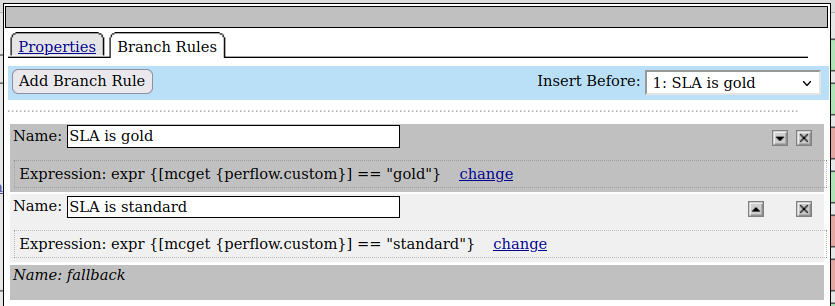 Properties Branch Rules
Add Branch Rule Insert Before: 1: SLA is gold
Name: SLA is gold
Expression: expr {[mcget {perflow.custom}] == "gold"} change
Name: SLA is standard
Expression: expr {[mcget {perflow.custom}] == "standard"} change
Name: fallback